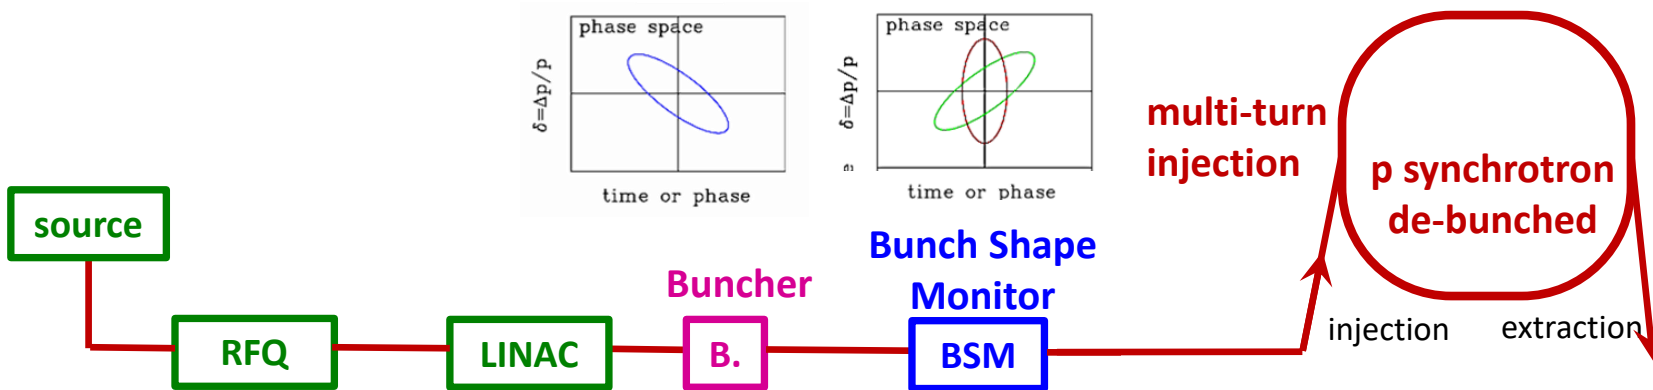 phase space
δ=Δp/p
time or phase
phase space
δ=Δp/p
e
time or phase
multi-turn
injection
p synchrotron
de-bunched
source
Buncher
Bunch Shape
Monitor
injection
extraction
RFQ
LINAC
B.
BSM